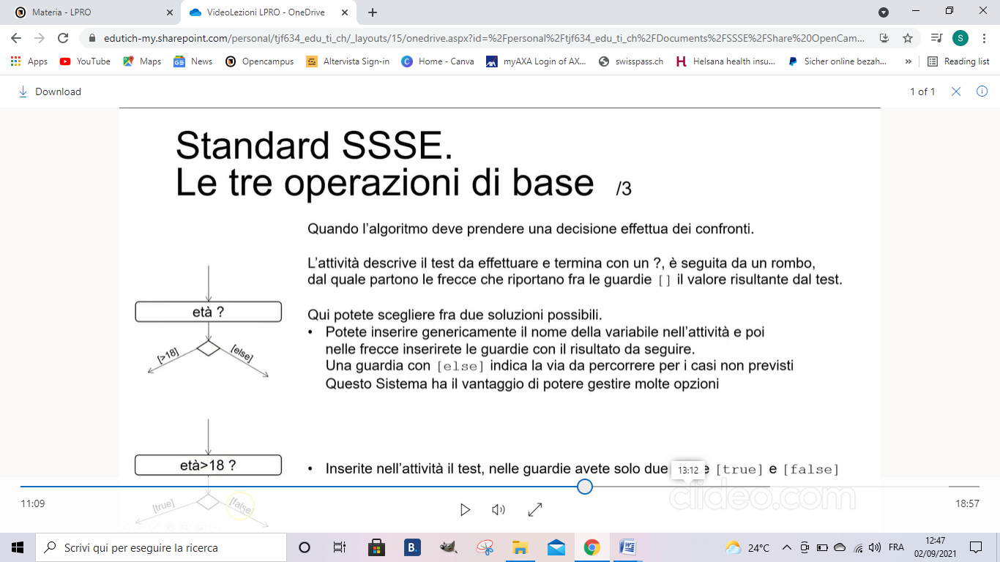 Materia - LPRO
VideoLezioni LPRO - OneDrive
edutich-my.sharepoint.com/personal/tjf634_edu_ti_ch/_layouts/15/onedrive.aspx?id=%2Fpersonal%2Ftjf634_edu_ti_ch%2FDocuments%2FSSSE%2FShare%20OpenCam...
S
Apps YouTube Maps News Opencampus Altervista Sign-in Home - Canva myAXA Login of AX... swisspass.ch Helsana health insu... Sicher online bezah... » Reading list
Download
1 of 1
Standard SSSE.
Le tre operazioni di base /3
Quando l'algoritmo deve prendere una decisione effettua dei confronti.
L'attività descrive il test da effettuare e termina con un ?, è seguita da un rombo,
dal quale partono le frecce che riportano fra le guardie [] il valore risultante dal test.
età ?
[>18]
[else]
Qui potete scegliere fra due soluzioni possibili.
• Potete inserire genericamente il nome della variabile nell'attività e poi
nelle frecce inserirete le guardie con il risultato da seguire.
Una guardia con [else] indica la via da percorrere per i casi non previsti
Questo Sistema ha il vantaggio di potere gestire molte opzioni
età>18 ?
[true]
[false]
• Inserite nell'attività il test, nelle guardie avete solo due e [true] e [false]
13:12
clideo.com
11:09
18:57
Scrivi qui per eseguire la ricerca
B.
24°C
FRA
12:47
02/09/2021